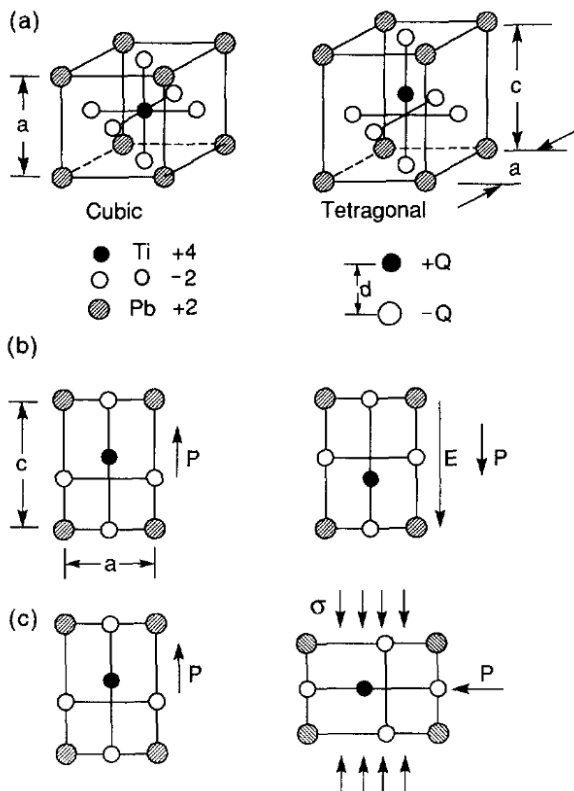 (a)
a
c
a
Cubic
Tetragonal
Ti +4
O −2
Pb +2
+Q
d
−Q
(b)
c
P
E
P
a
(c)
P
σ
P